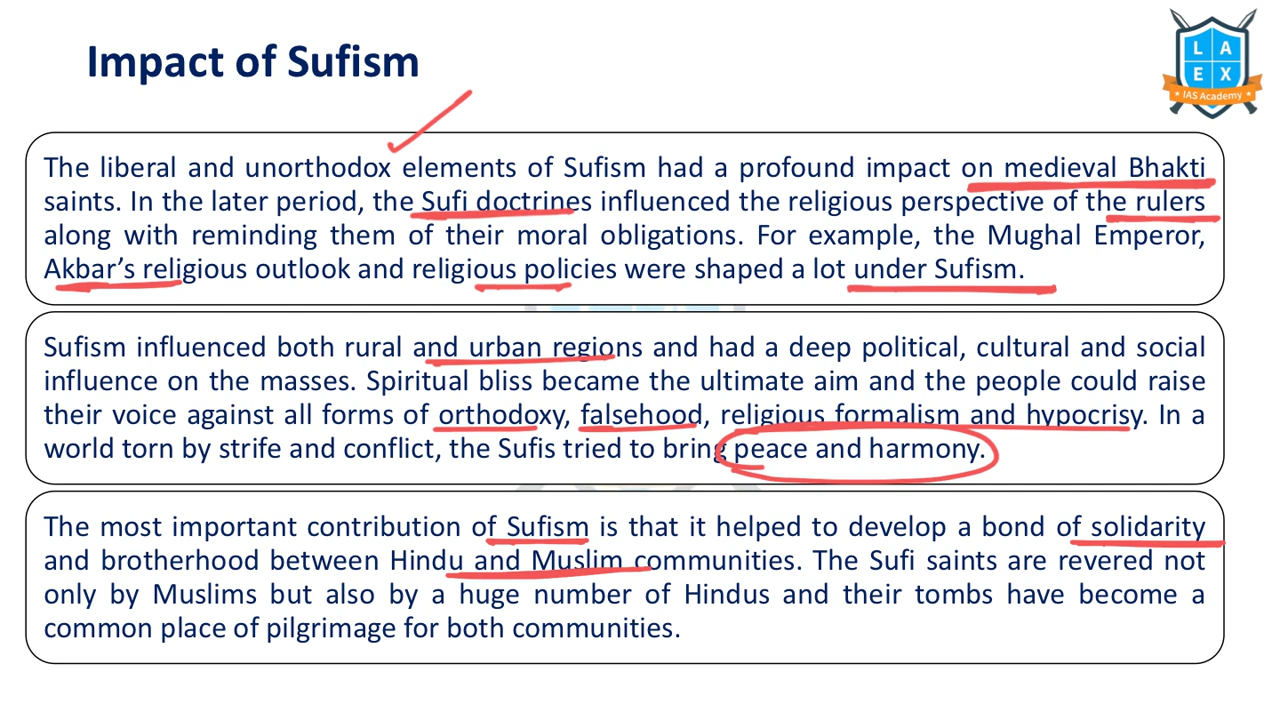 Impact of Sufism
L A
E X
IAS Academy
The liberal and unorthodox elements of Sufism had a profound impact on medieval Bhakti
saints. In the later period, the Sufi doctrines influenced the religious perspective of the rulers
along with reminding them of their moral obligations. For example, the Mughal Emperor,
Akbar's religious outlook and religious policies were shaped a lot under Sufism.
Sufism influenced both rural and urban regions and had a deep political, cultural and social
influence on the masses. Spiritual bliss became the ultimate aim and the people could raise
their voice against all forms of orthodoxy, falsehood, religious formalism and hypocrisy. In a
world torn by strife and conflict, the Sufis tried to bring peace and harmony.
The most important contribution of Sufism is that it helped to develop a bond of solidarity
and brotherhood between Hindu and Muslim communities. The Sufi saints are revered not
only by Muslims but also by a huge number of Hindus and their tombs have become a
common place of pilgrimage for both communities.